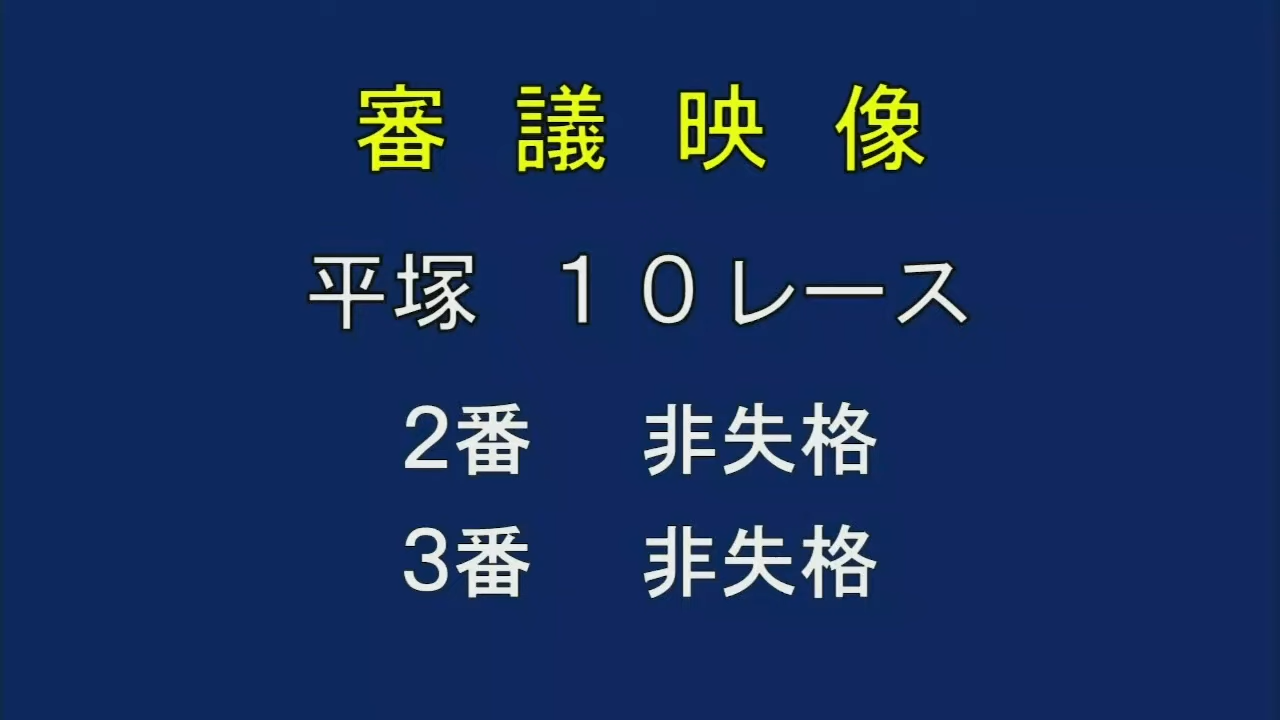 審議映像
平塚　１０レース
2番　非失格
3番　非失格